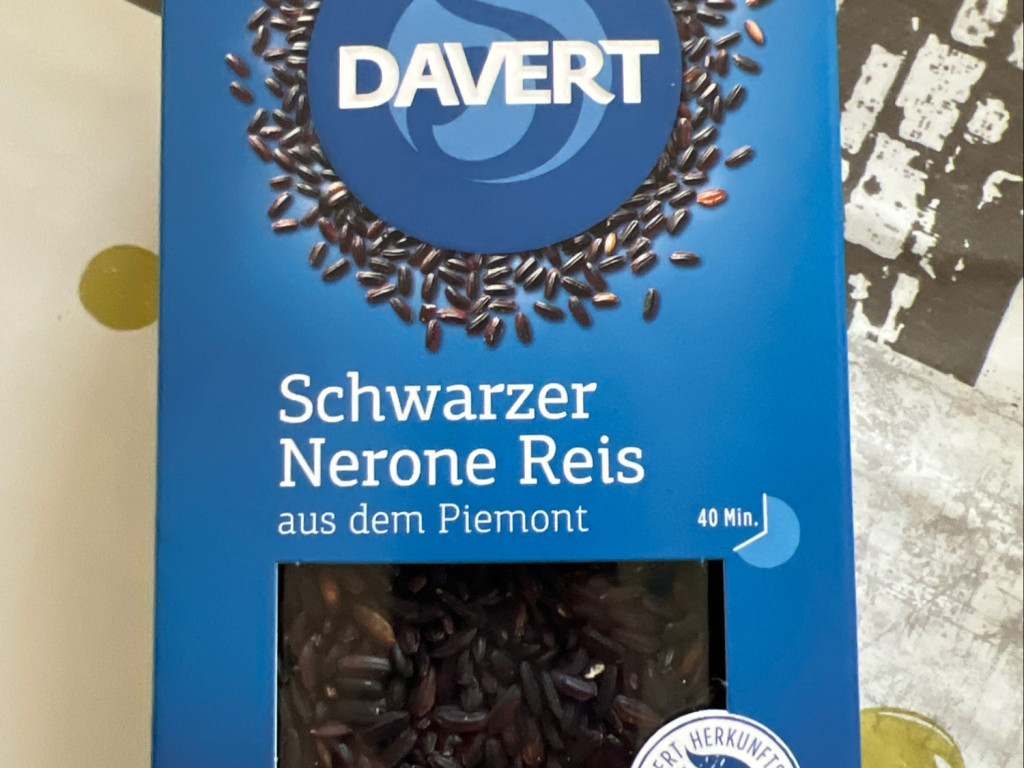 DAVERT
Schwarzer
Nerone Reis
aus dem Piemont
40 Min.